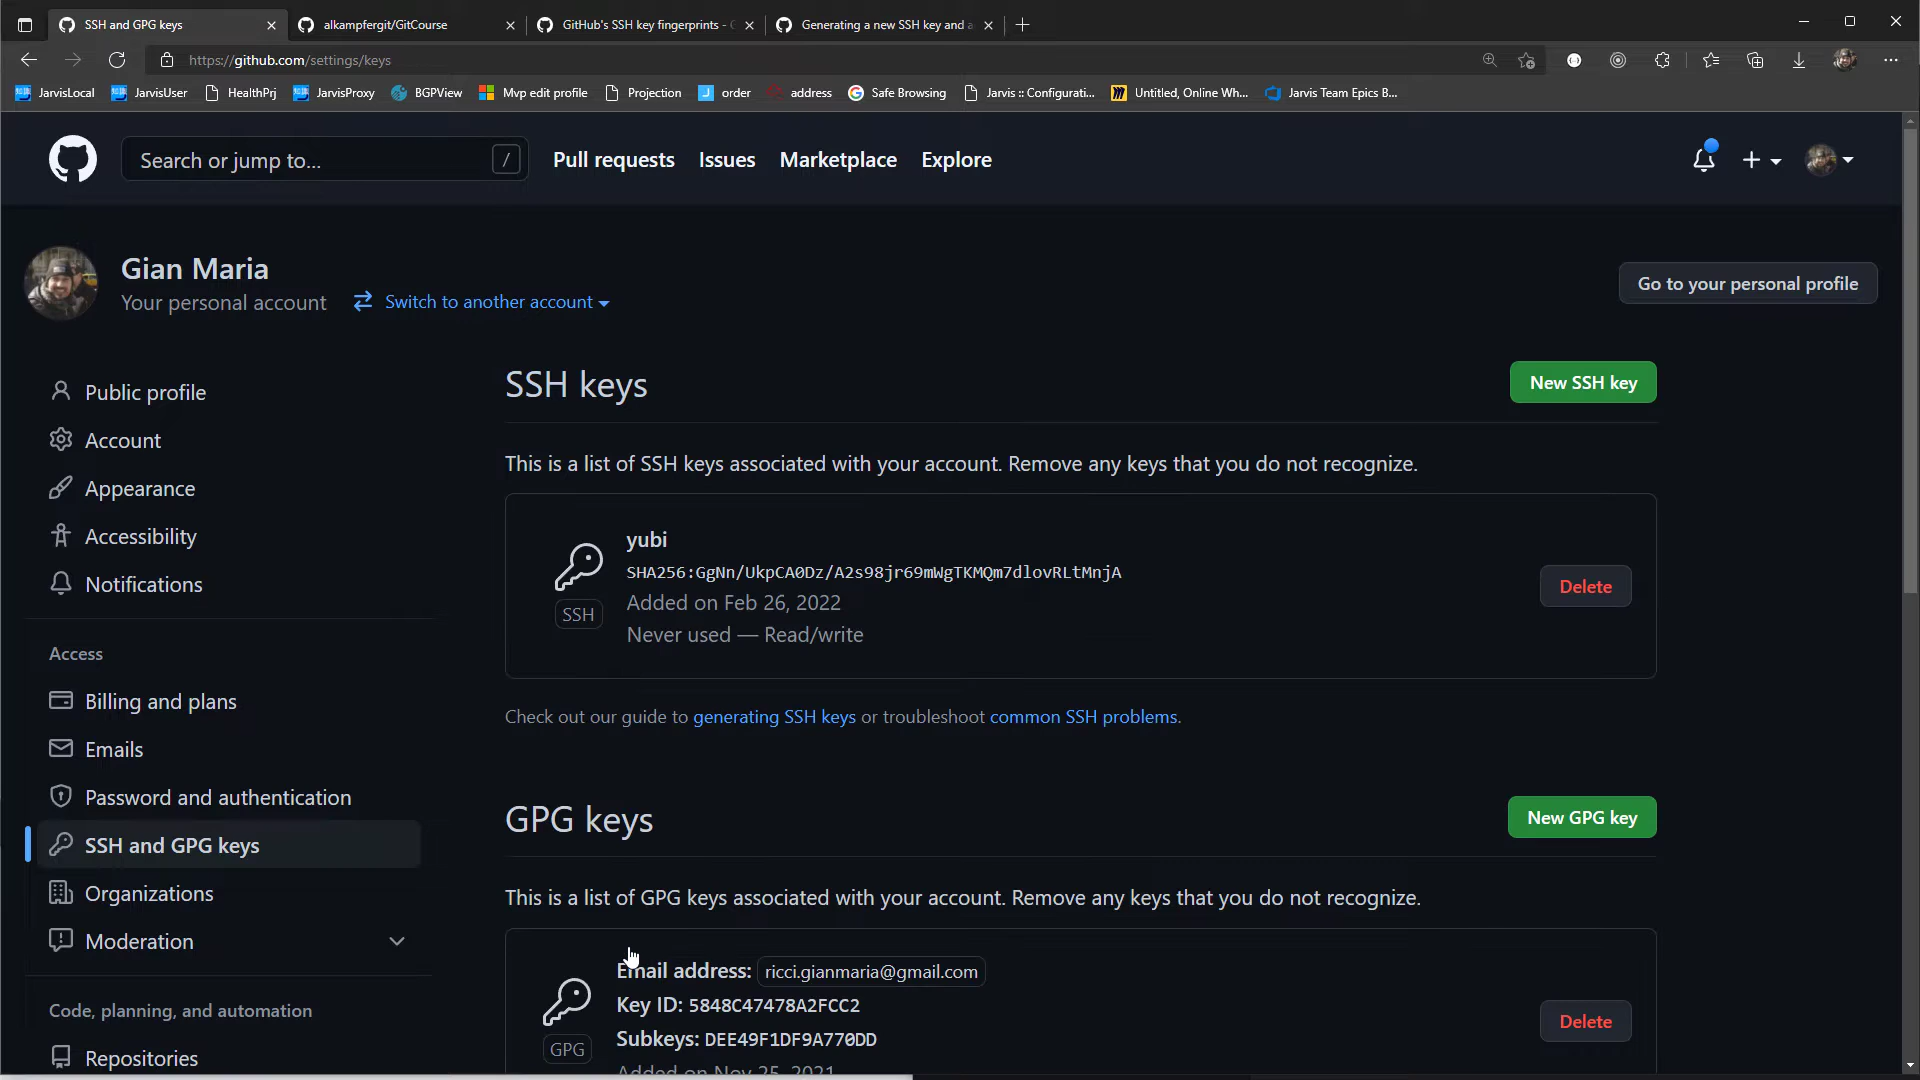 SSH and GPG keys
alkampfergit/GitCourse
GitHub's SSH key fingerprints -
Generating a new SSH key and a
https://github.com/settings/keys
JarvisLocal
JarvisUser
HealthPrj
JarvisProxy
BGPView
Mvp edit profile
Projection
order
address
Safe Browsing
Jarvis :: Configurati...
Untitled, Online Wh...
Jarvis Team Epics B...
Search or jump to...
/
Pull requests
Issues
Marketplace
Explore
Gian Maria
Your personal account
Switch to another account
Go to your personal profile
Public profile
Account
Appearance
Accessibility
Notifications
Access
Billing and plans
Emails
Password and authentication
SSH and GPG keys
Organizations
Moderation
Code, planning, and automation
Repositories
SSH keys
New SSH key
This is a list of SSH keys associated with your account. Remove any keys that you do not recognize.
yubi
SHA256:GgNn/UkpCA0Dz/A2s98jr69mWgTKMQm7dlovRLtMnjA
Added on Feb 26, 2022
Never used — Read/write
SSH
Delete
Check out our guide to generating SSH keys or troubleshoot common SSH problems.
GPG keys
New GPG key
This is a list of GPG keys associated with your account. Remove any keys that you do not recognize.
Email address: ricci.gianmaria@gmail.com
Key ID: 5848C47478A2FCC2
Subkeys: DEE49F1DF9A770DD
Added on Nov 25, 2021
GPG
Delete